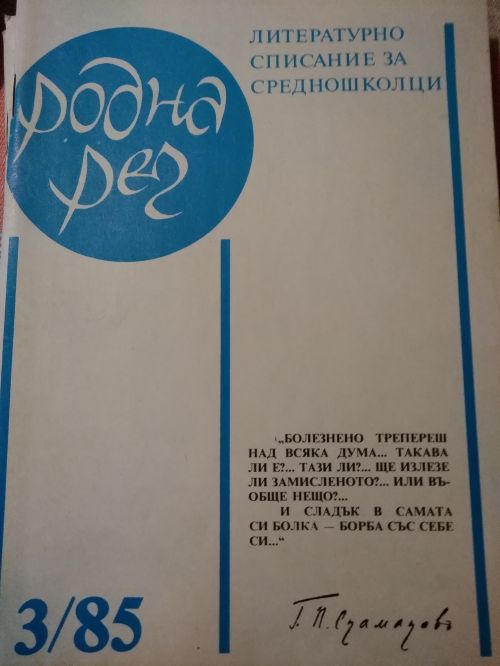 родна
реч
ЛИТЕРАТУРНО
СПИСАНИЕ ЗА
СРЕДНОШКОЛЦИ
„БОЛЕЗНЕНО ТРЕПЕРЕШ
НАД ВСЯКА ДУМА... ТАКАВА
ЛИ Е?... ТАЗИ ЛИ?... ЩЕ ИЗЛЕЗЕ
ЛИ ЗАМИСЛЕНОТО?... ИЛИ ВЪ-
ОБЩЕ НЕЩО?...
И СЛАДЪК В САМАТА
СИ БОЛКА — БОРБА СЪС СЕБЕ
СИ...“
Г. П. Стаматовъ
3/85